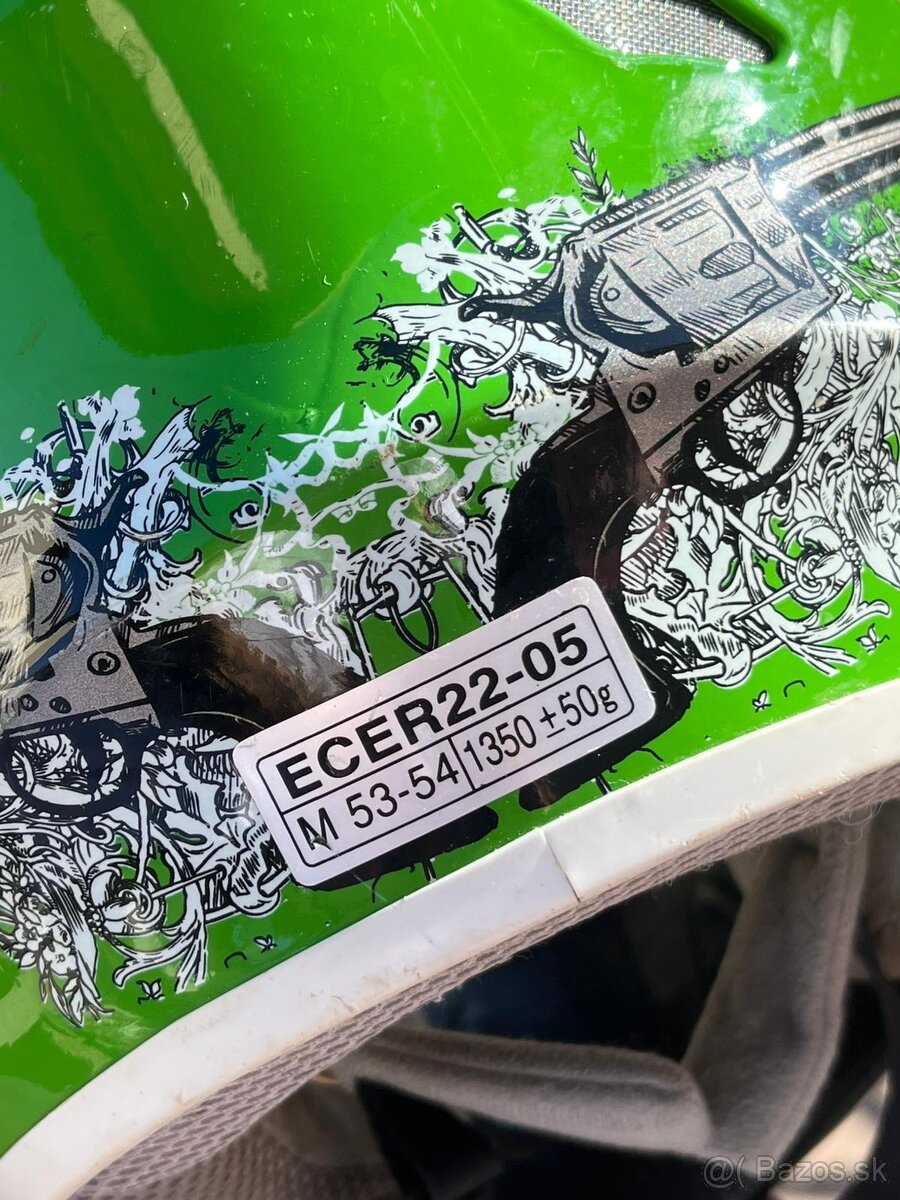 ECER22-05
M 53-54 1350 ±50g
@( Bazos.sk